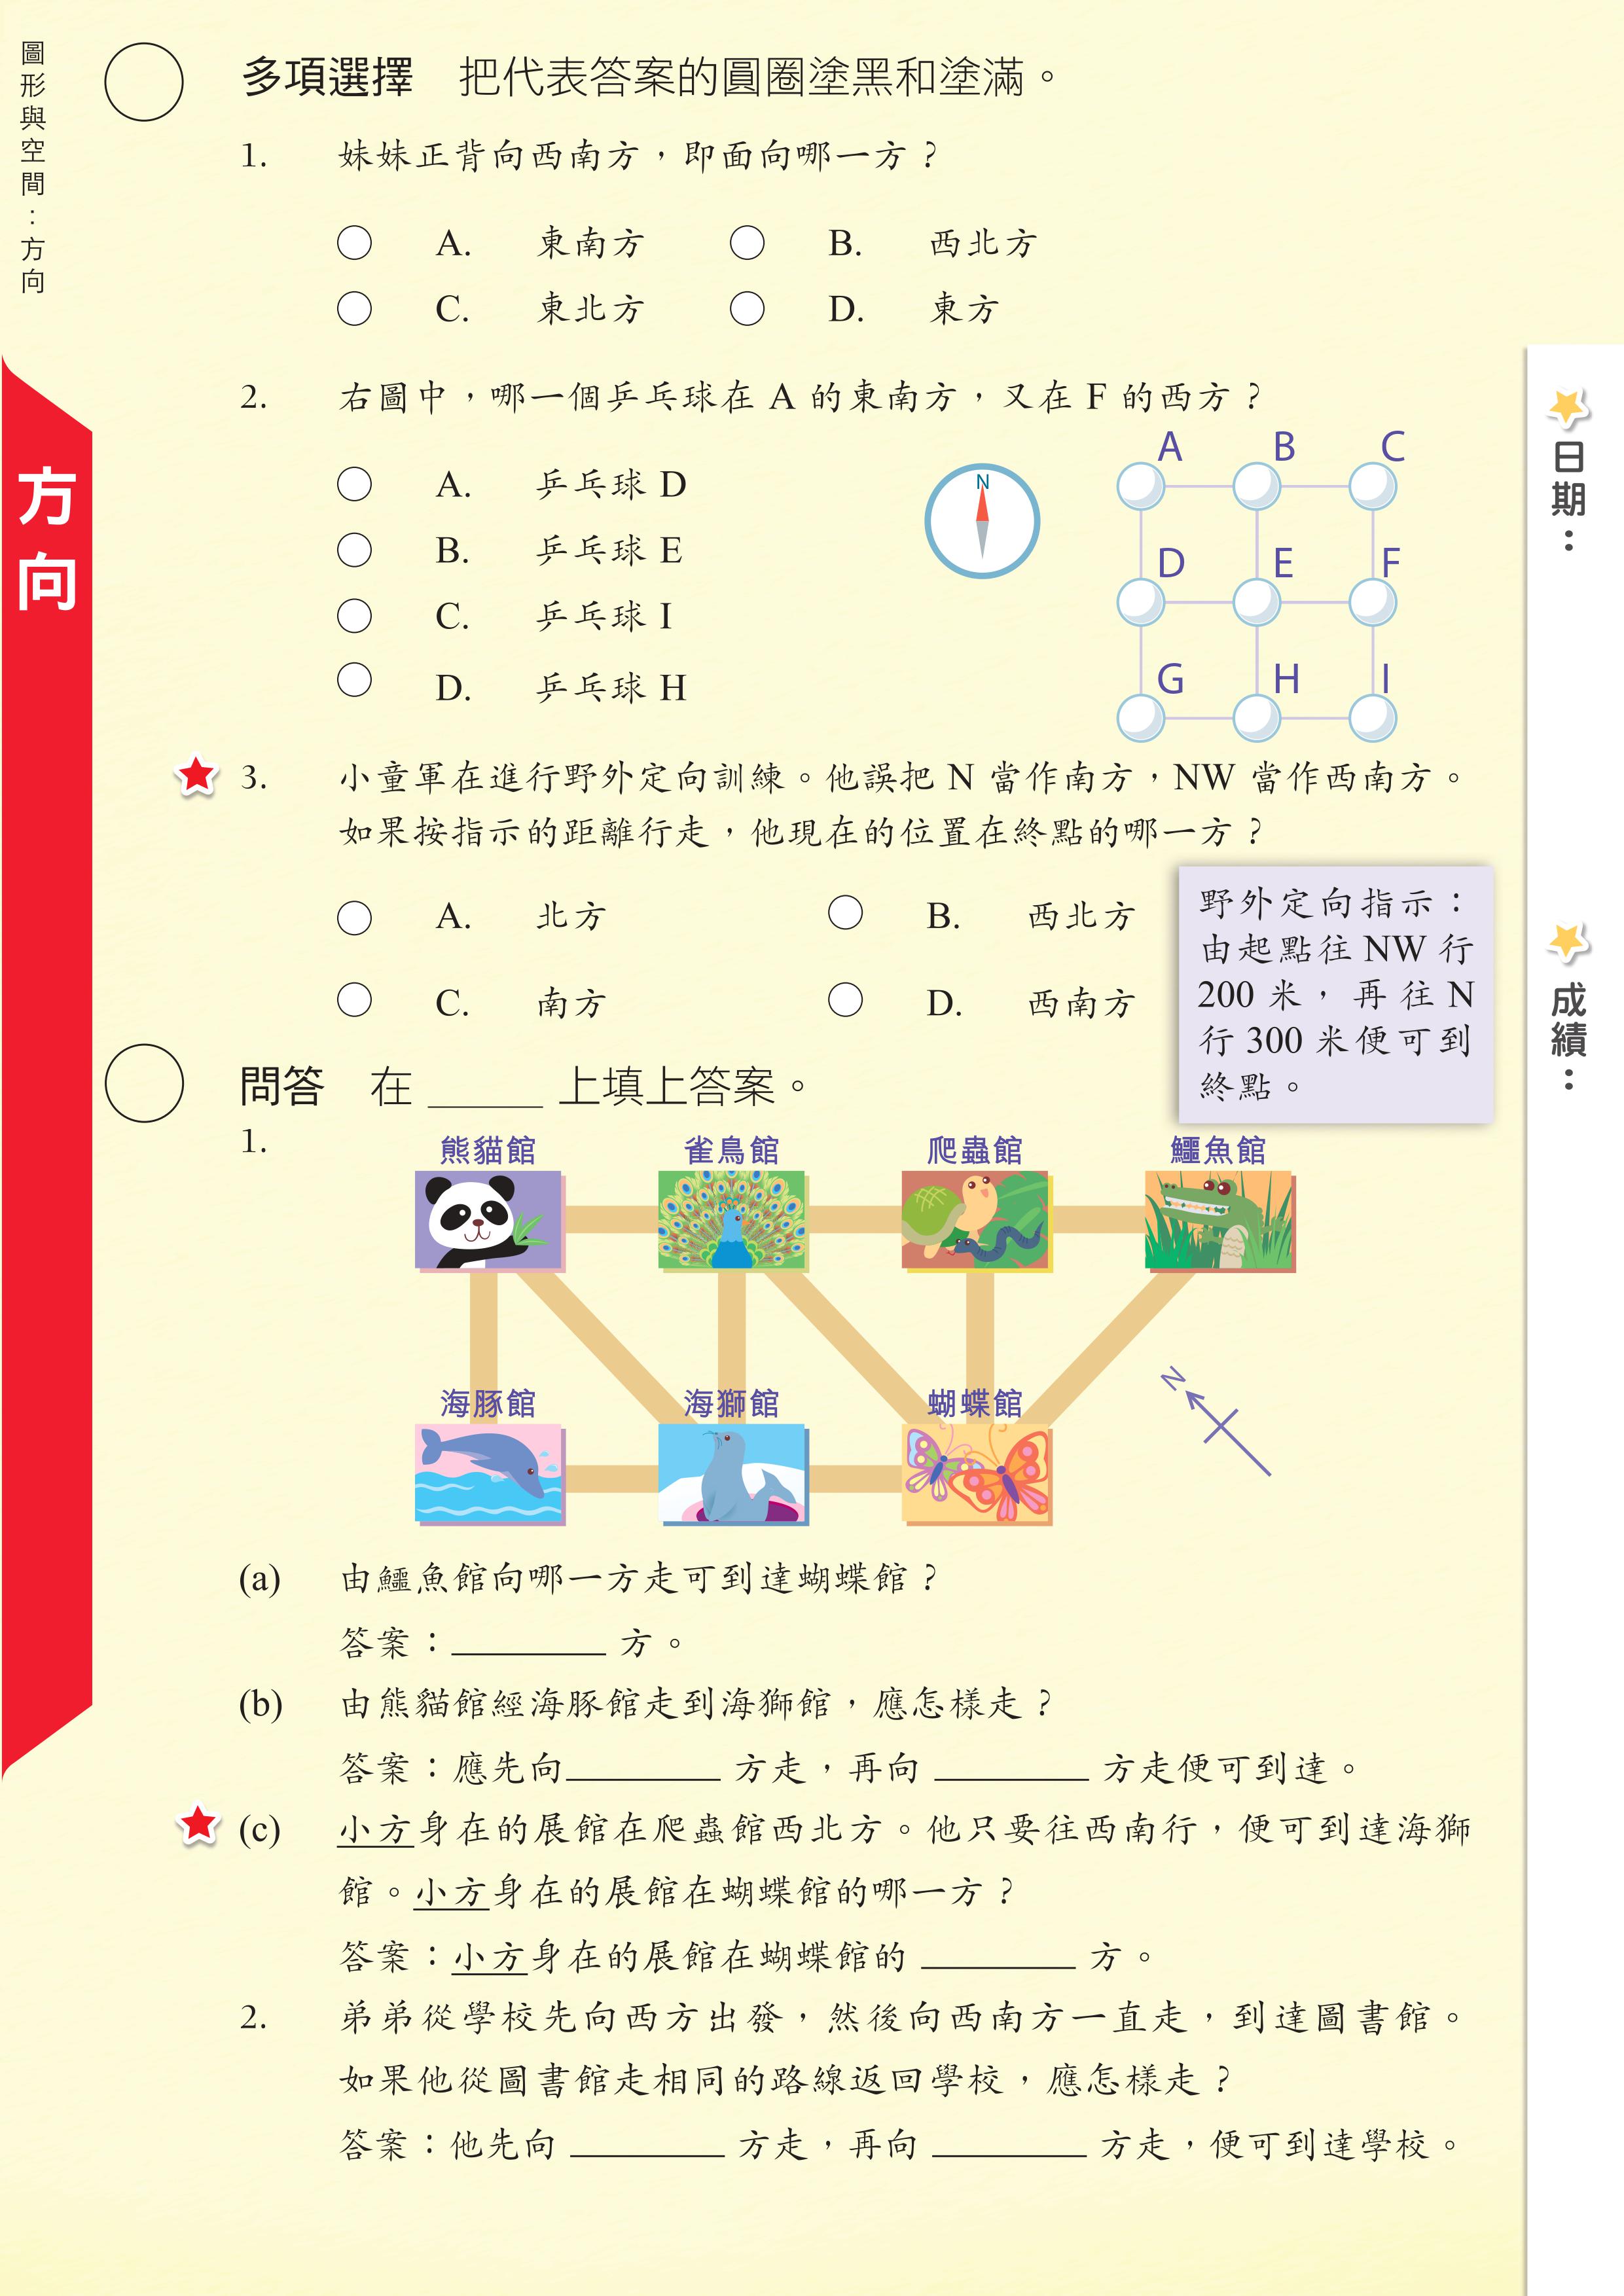 圖形與空間：方向
方向
多項選擇　把代表答案的圓圈塗黑和塗滿。
1. 妹妹正背向西南方，即面向哪一方？
A. 東南方　B. 西北方
C. 東北方　D. 東方
2. 右圖中，哪一個乒乓球在 A 的東南方，又在 F 的西方？
A. 乒乓球 D
B. 乒乓球 E
C. 乒乓球 I
D. 乒乓球 H
N
A B C
D E F
G H I
3. 小童軍在進行野外定向訓練。他誤把 N 當作南方，NW 當作西南方。
如果按指示的距離行走，他現在的位置在終點的哪一方？
A. 北方　B. 西北方
C. 南方　D. 西南方
野外定向指示：
由起點往 NW 行
200 米，再往 N
行 300 米便可到
終點。
問答　在 ______ 上填上答案。
1.
熊貓館　雀鳥館　爬蟲館　鱷魚館
海豚館　海獅館　蝴蝶館
N
(a) 由鱷魚館向哪一方走可到達蝴蝶館？
答案：________ 方。
(b) 由熊貓館經海豚館走到海獅館，應怎樣走？
答案：應先向________ 方走，再向 ________ 方走便可到達。
(c) 小方身在的展館在爬蟲館西北方。他只要往西南行，便可到達海獅
館。小方身在的展館在蝴蝶館的哪一方？
答案：小方身在的展館在蝴蝶館的 ________ 方。
2. 弟弟從學校先向西方出發，然後向西南方一直走，到達圖書館。
如果他從圖書館走相同的路線返回學校，應怎樣走？
答案：他先向 ________ 方走，再向 ________ 方走，便可到達學校。
日期：
成績：